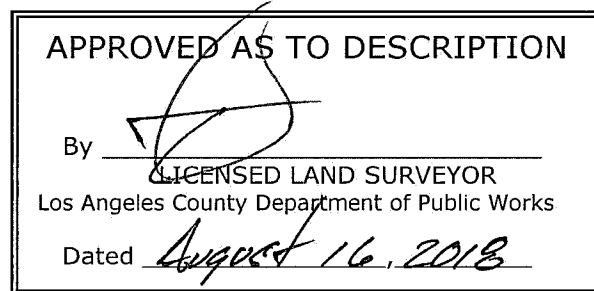 APPROVED AS TO DESCRIPTION
By
LICENSED LAND SURVEYOR
Los Angeles County Department of Public Works
Dated August 16, 2018